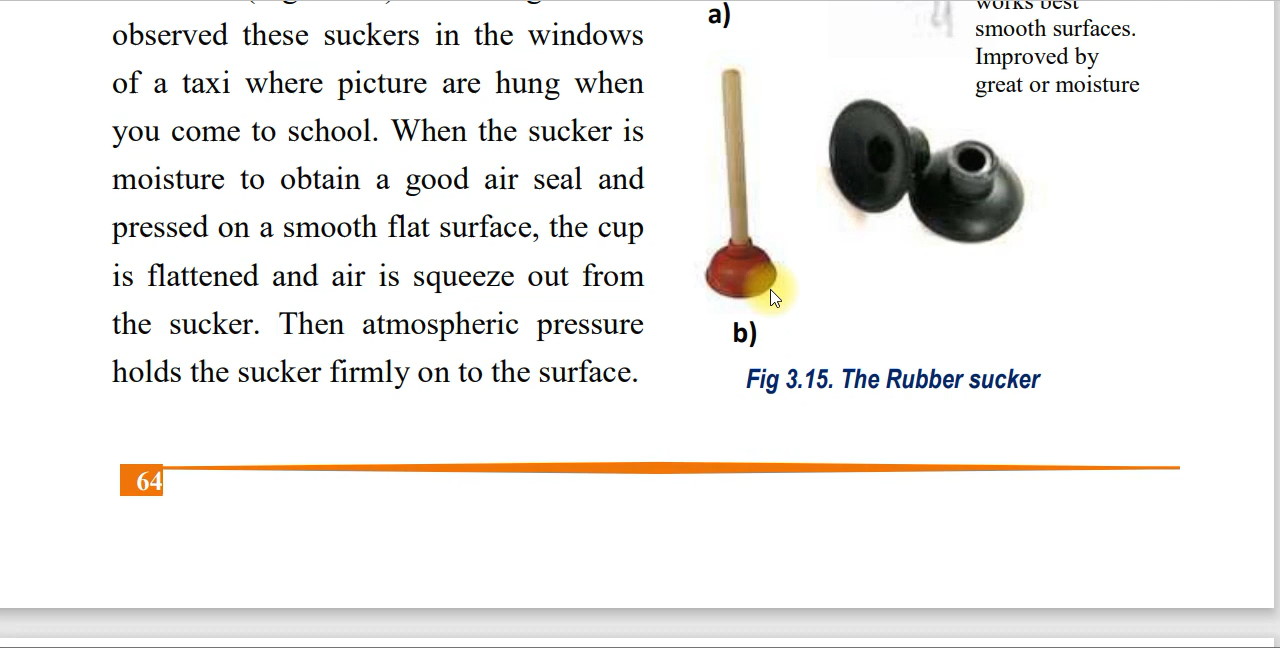 observed these suckers in the windows
of a taxi where picture are hung when
you come to school. When the sucker is
moisture to obtain a good air seal and
pressed on a smooth flat surface, the cup
is flattened and air is squeeze out from
the sucker. Then atmospheric pressure
holds the sucker firmly on to the surface.
a)
works best
smooth surfaces.
Improved by
great or moisture
b)
Fig 3.15. The Rubber sucker
64